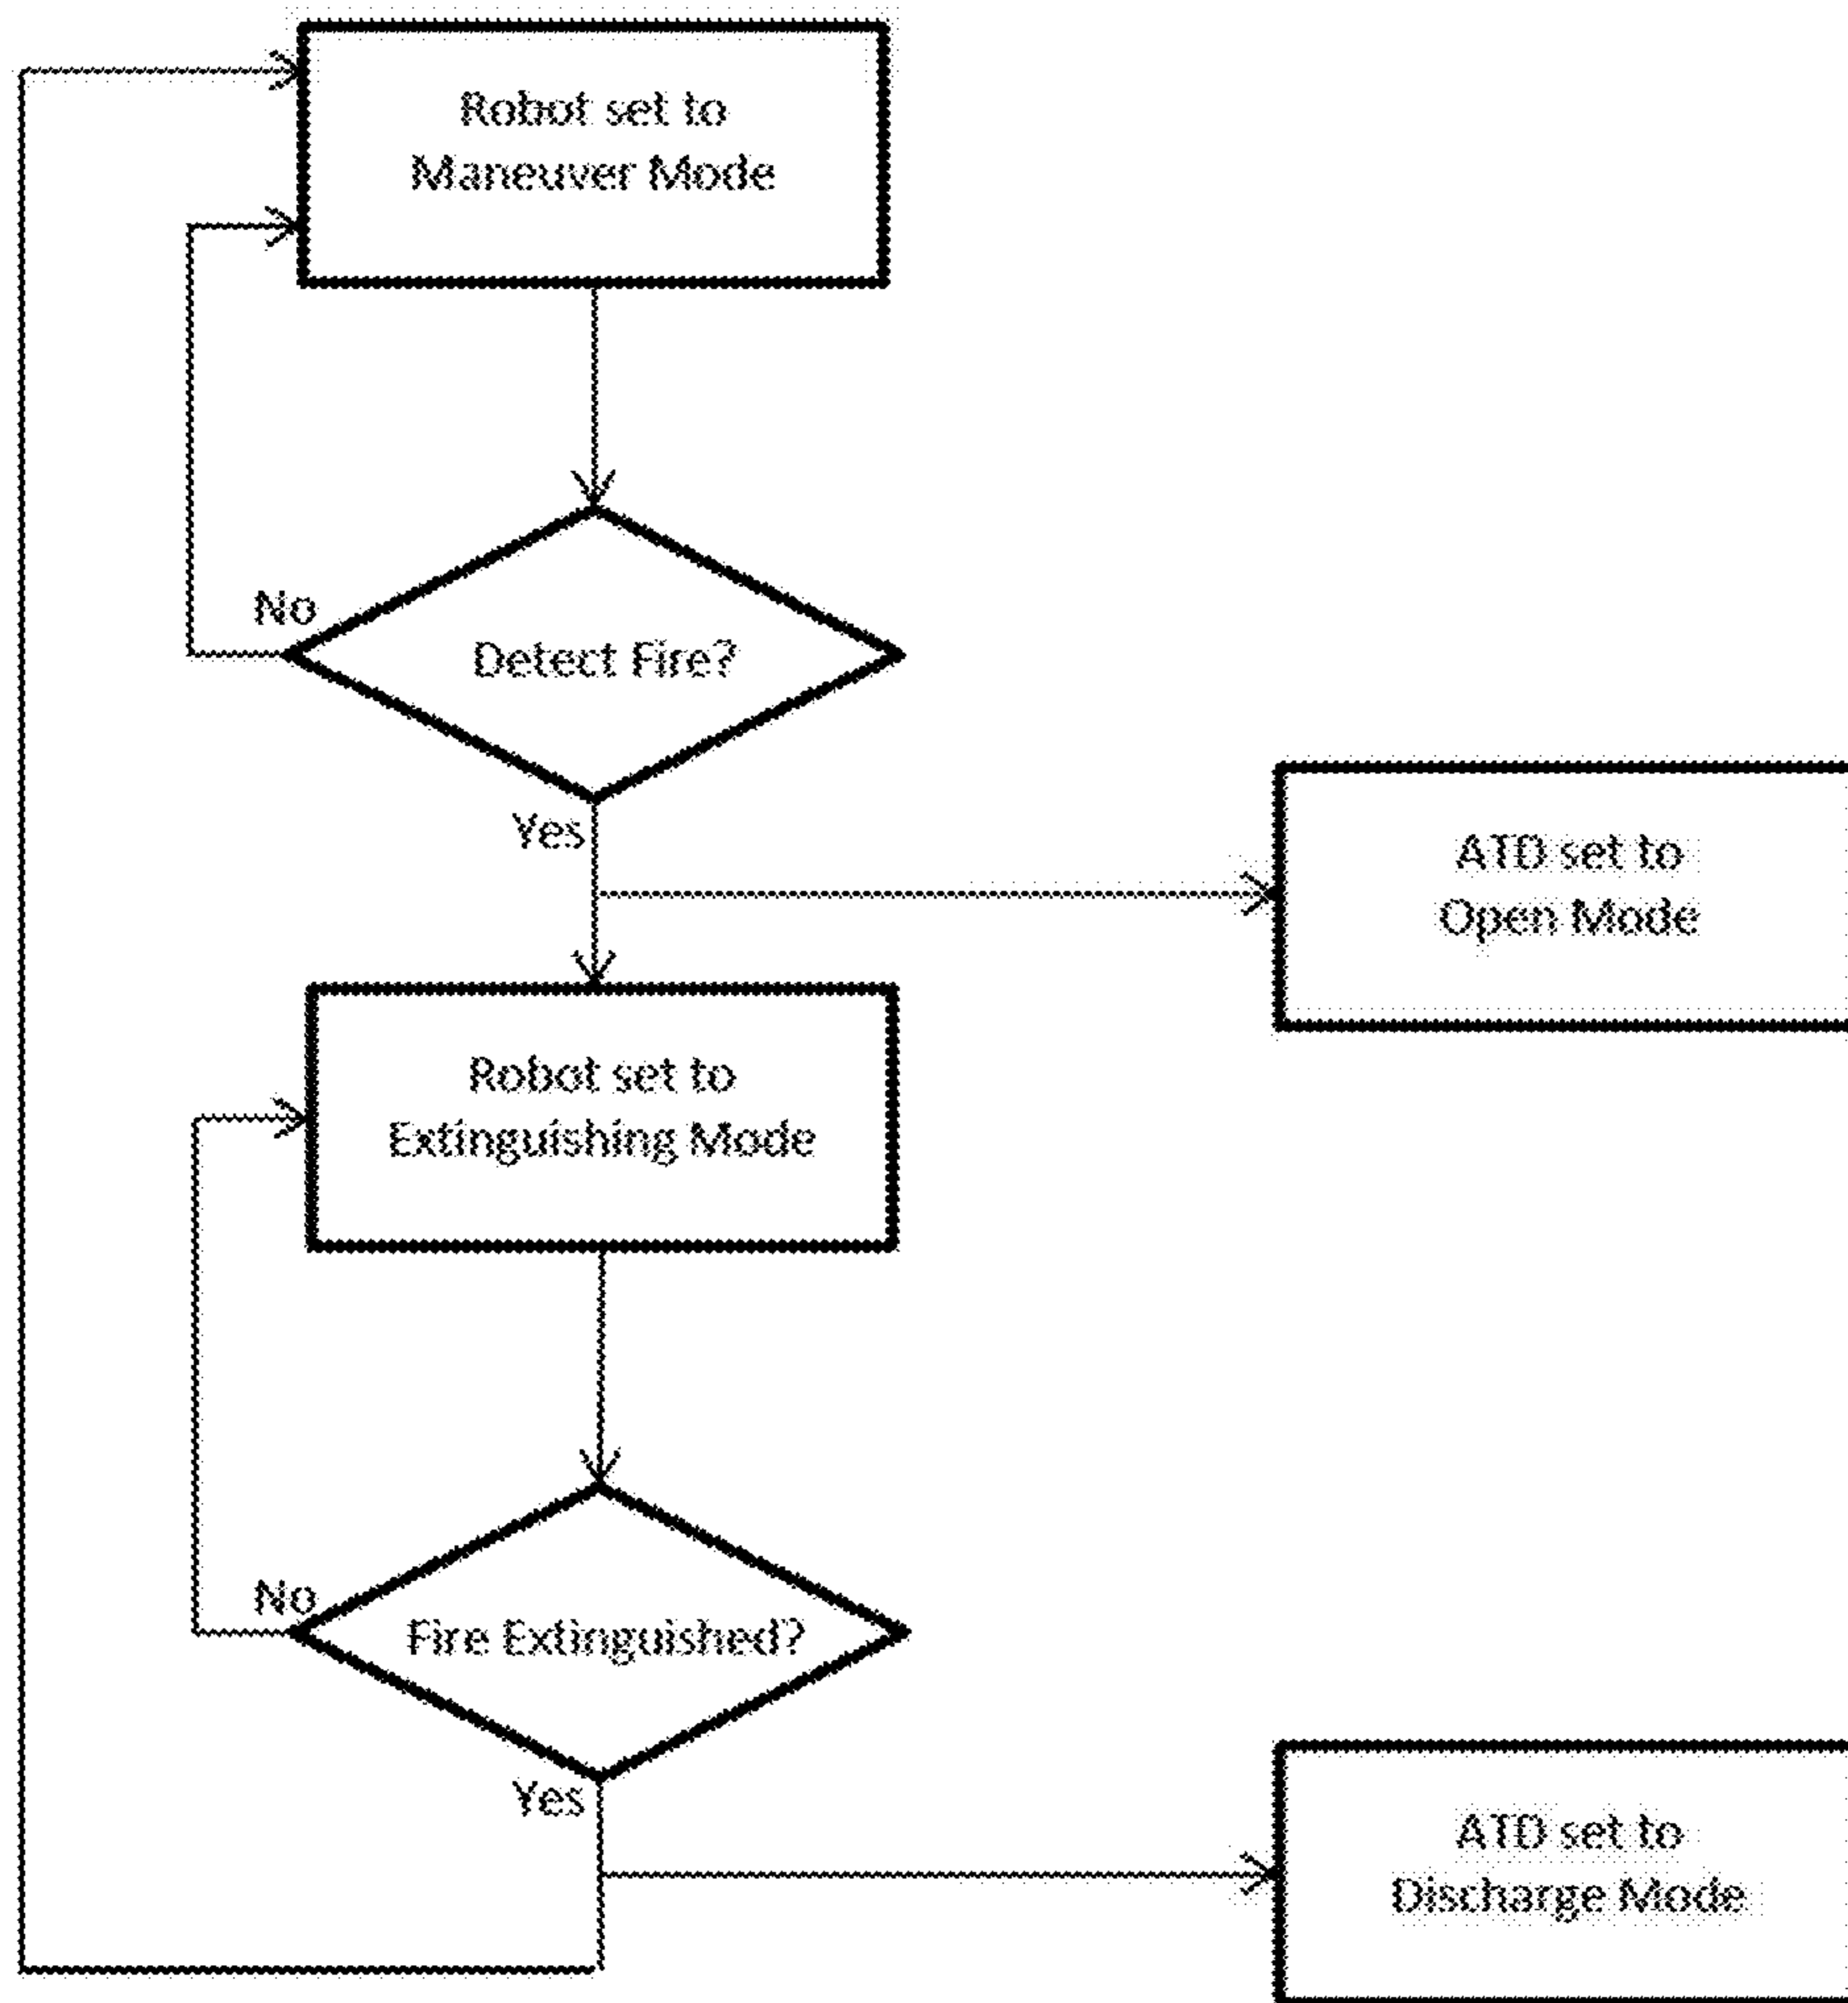 Robot set to
Maneuver Mode
No
Detect Fire?
Yes
ATD set to
Open Mode
Robot set to
Extinguishing Mode
No
Fire Extinguished?
Yes
ATD set to
Discharge Mode